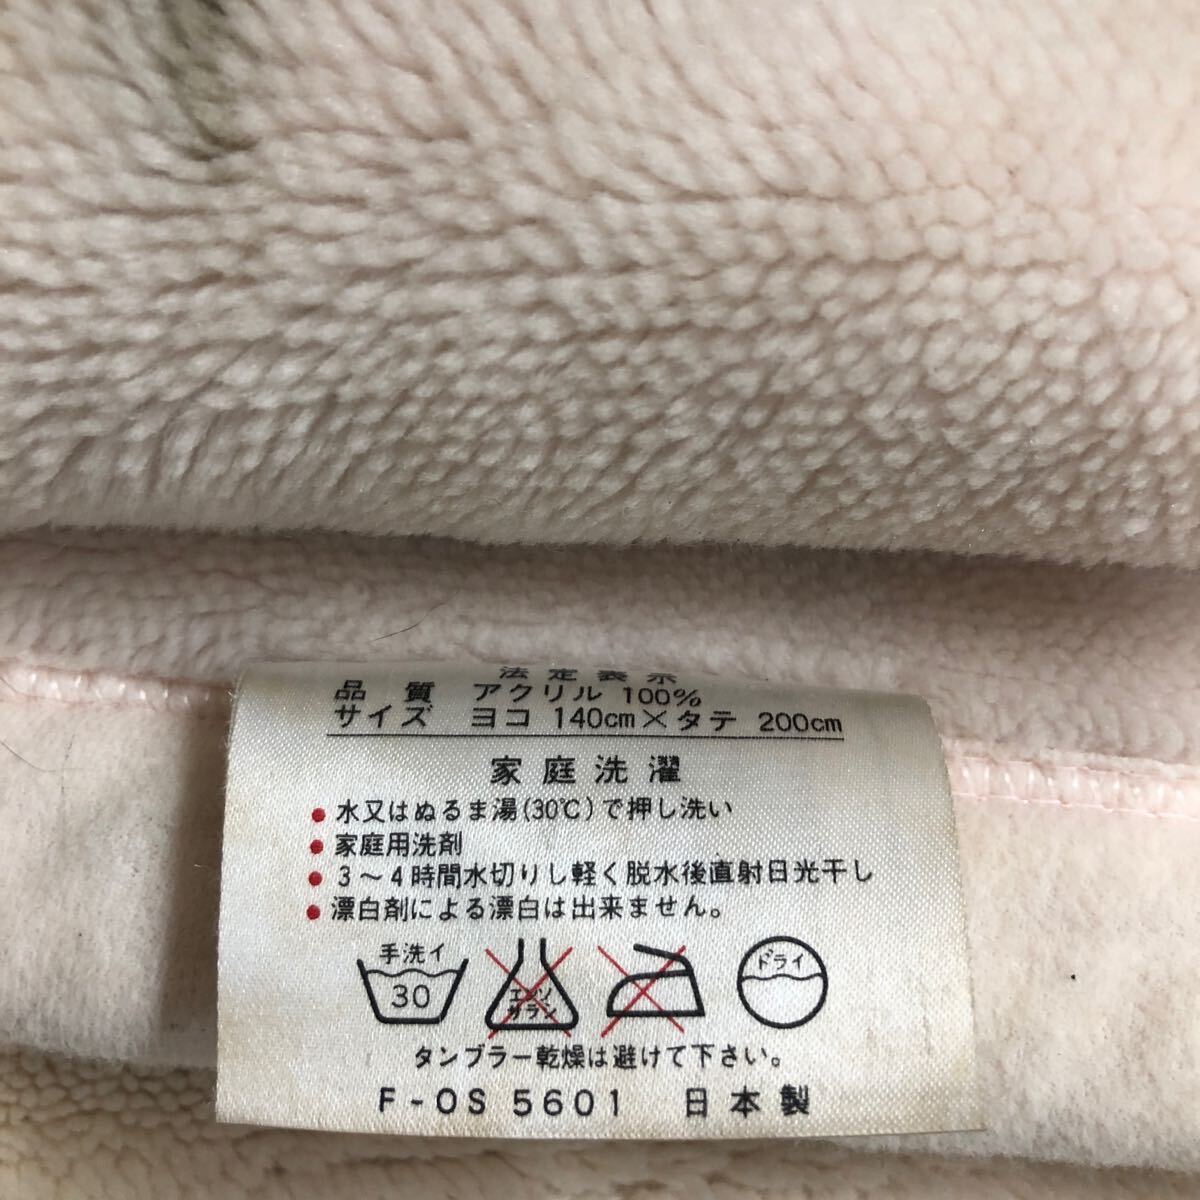 法定表示
品 質 アクリル 100%
サイズ ヨコ 140cm×タテ 200cm
家庭洗濯
●水又はぬるま湯(30℃)で押し洗い
●家庭用洗剤
●3〜4時間水切りし軽く脱水後直射日光干し
●漂白剤による漂白は出来ません。
手洗イ
30
エンソ
サラシ
ドライ
タンブラー乾燥は避けて下さい。
F-OS 5601 日本製